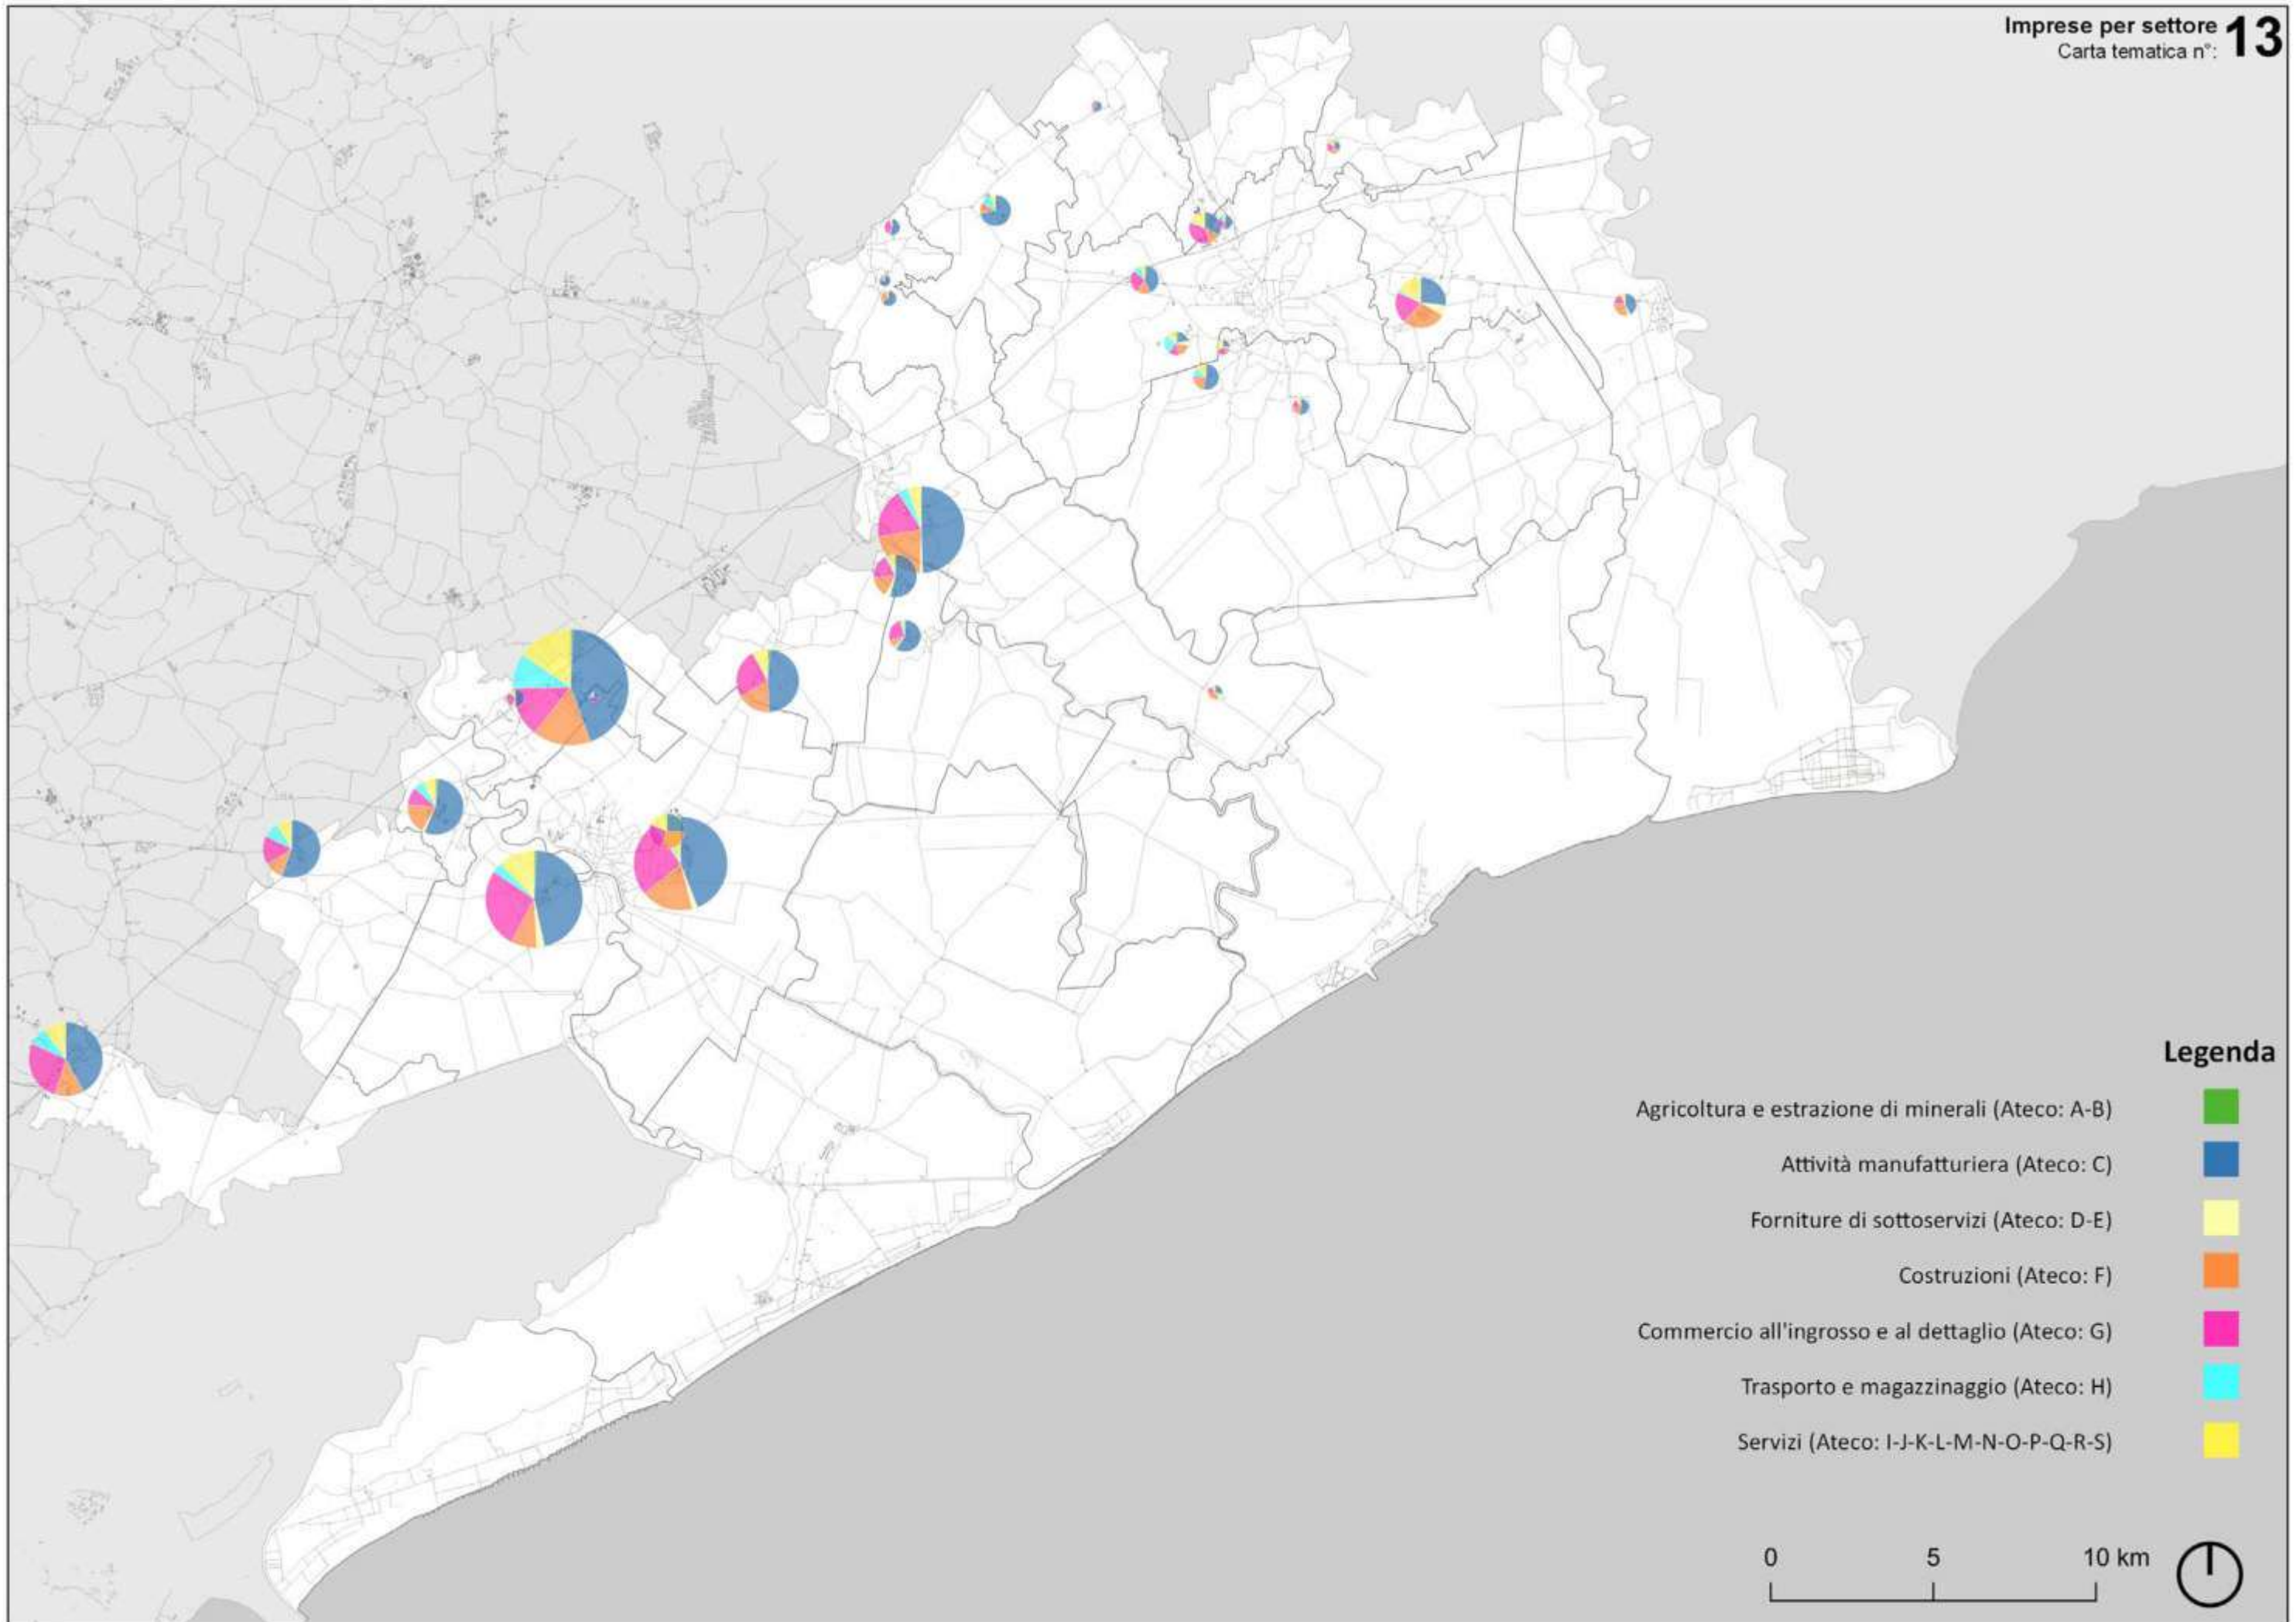 Imprese per settore 13
Carta tematica n°:
Legenda
Agricoltura e estrazione di minerali (Ateco: A-B)
Attività manufatturiera (Ateco: C)
Forniture di sottoservizi (Ateco: D-E)
Costruzioni (Ateco: F)
Commercio all'ingrosso e al dettaglio (Ateco: G)
Trasporto e magazzinaggio (Ateco: H)
Servizi (Ateco: I-J-K-L-M-N-O-P-Q-R-S)
0 5 10 km